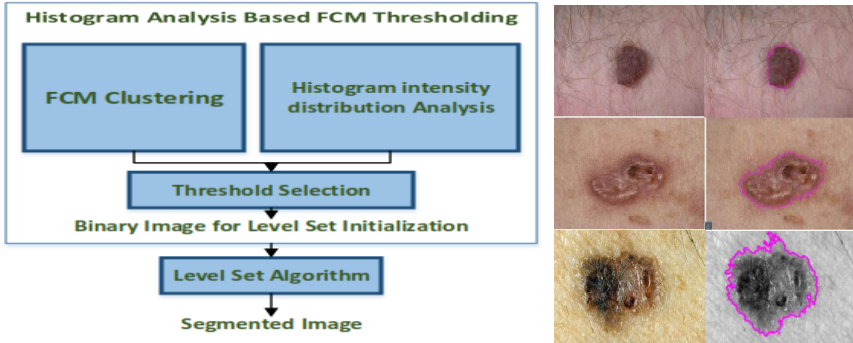 Histogram Analysis Based FCM Thresholding
FCM Clustering
Histogram intensity
distribution Analysis
Threshold Selection
Binary Image for Level Set Initialization
Level Set Algorithm
Segmented Image